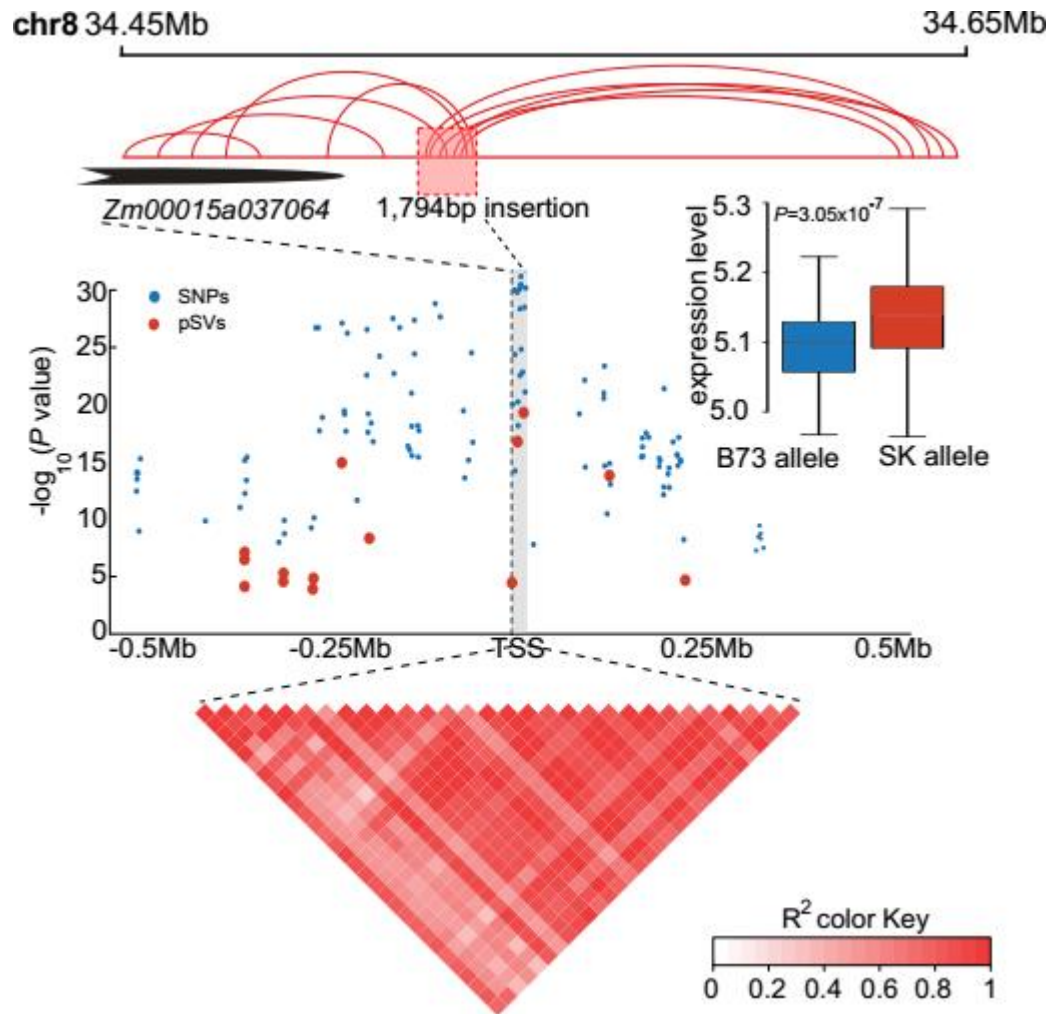 chr8 34.45Mb 34.65Mb
Zm00015a037064 1,794bp insertion
5.3 P=3.05x10-7
expression level
5.2
5.1
5.0
B73 allele SK allele
SNPs
pSVs
-log10(P value)
30
25
20
15
10
5
0
-0.5Mb -0.25Mb TSS 0.25Mb 0.5Mb
R2 color Key
0 0.2 0.4 0.6 0.8 1